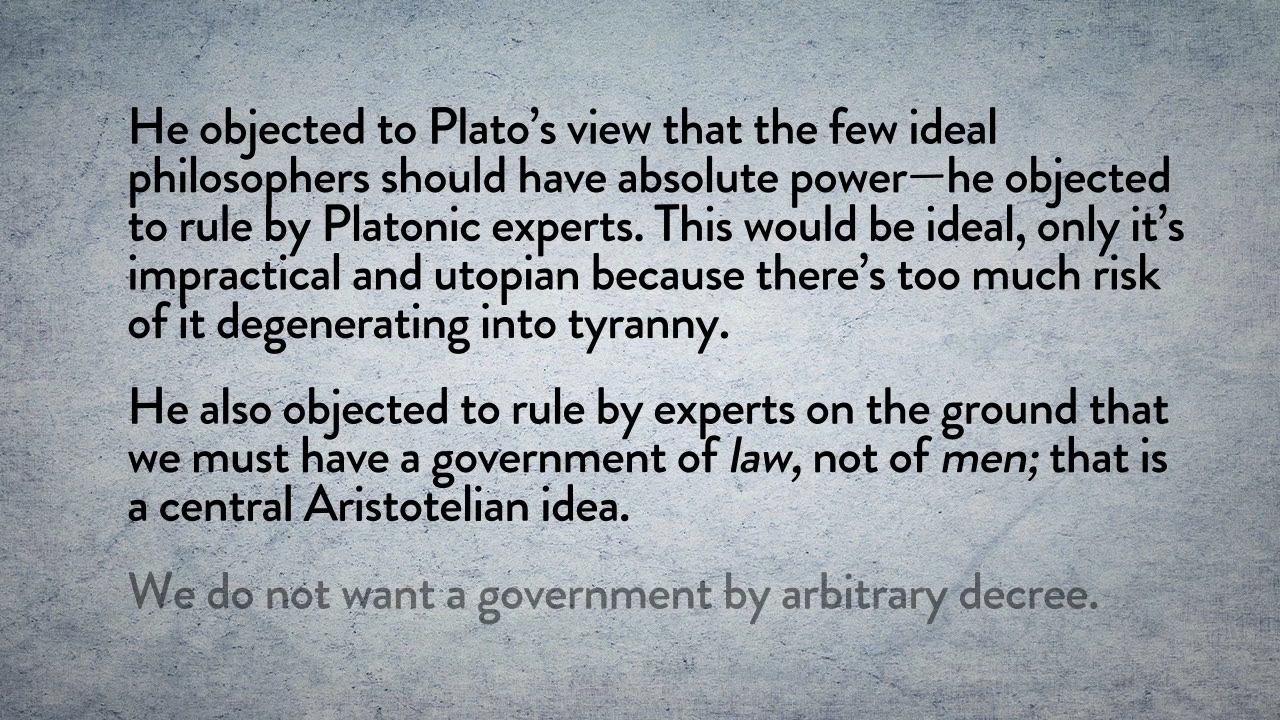 He objected to Plato’s view that the few ideal
philosophers should have absolute power—he objected
to rule by Platonic experts. This would be ideal, only it’s
impractical and utopian because there’s too much risk
of it degenerating into tyranny.
He also objected to rule by experts on the ground that
we must have a government of law, not of men; that is
a central Aristotelian idea.
We do not want a government by arbitrary decree.